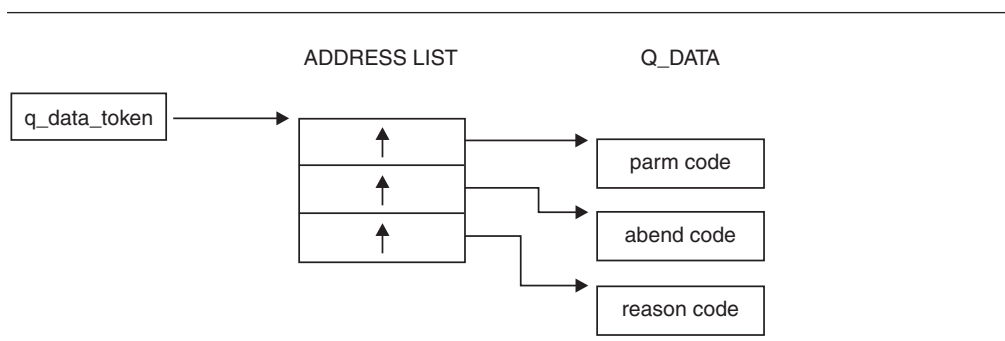 ADDRESS LIST
Q_DATA
q_data_token
parm code
abend code
reason code